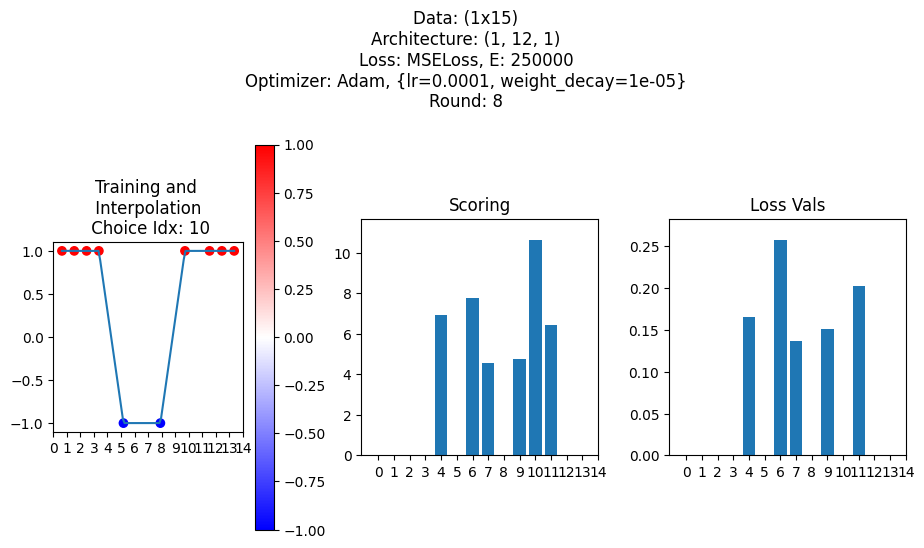 Data: (1x15)
Architecture: (1, 12, 1)
Loss: MSELoss, E: 250000
Optimizer: Adam, {lr=0.0001, weight_decay=1e-05}
Round: 8
Training and
Interpolation
Choice Idx: 10
1.0
0.5
0.0
−0.5
−1.0
0 1 2 3 4 5 6 7 8 9 10 11 12 13 14
1.00
0.75
0.50
0.25
0.00
−0.25
−0.50
−0.75
−1.00
Scoring
10
8
6
4
2
0
0 1 2 3 4 5 6 7 8 9 10 11 12 13 14
Loss Vals
0.25
0.20
0.15
0.10
0.05
0.00
0 1 2 3 4 5 6 7 8 9 10 11 12 13 14